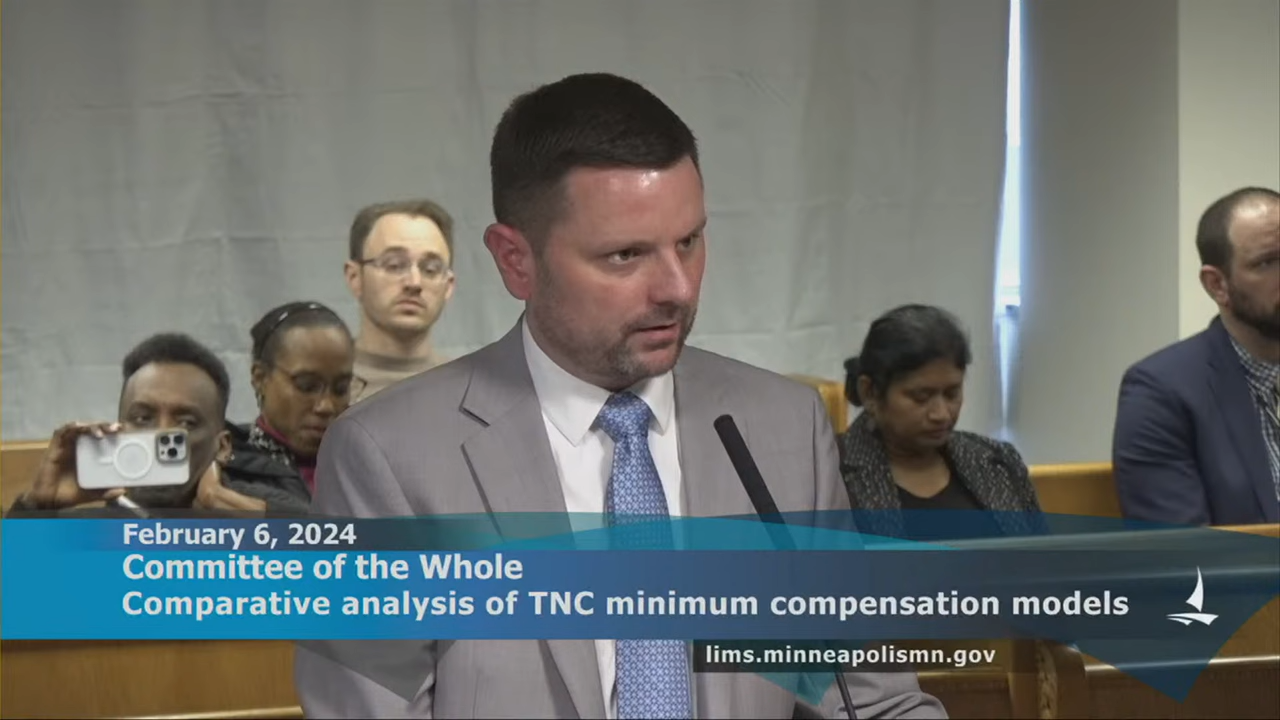 February 6, 2024
Committee of the Whole
Comparative analysis of TNC minimum compensation models
lims.minneapolismn.gov